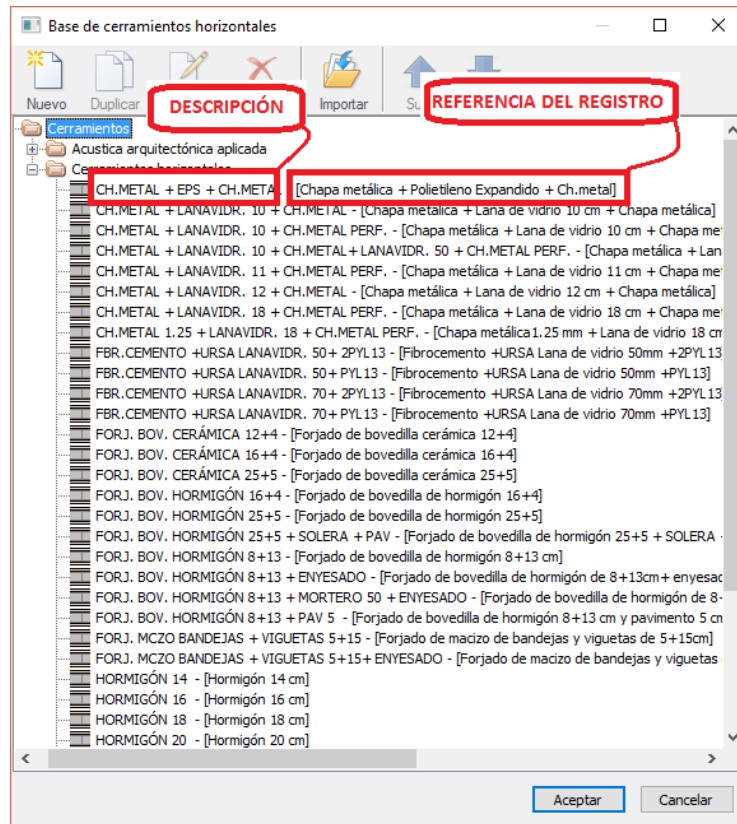 Base de cerramientos horizontales
Nuevo Duplicar Importar Su
DESCRIPCIÓN
REFERENCIA DEL REGISTRO
Cerramientos
Acustica arquitectónica aplicada
Cerramientos horizontales
CH.METAL + EPS + CH.METAL [Chapa metálica + Polietileno Expandido + Ch.metal]
CH.METAL + LANAVIDR. 10 + CH.METAL - [Chapa metálica + Lana de vidrio 10 cm + Chapa metálica]
CH.METAL + LANAVIDR. 10 + CH.METAL PERF. - [Chapa metálica + Lana de vidrio 10 cm + Chapa me
CH.METAL + LANAVIDR. 10 + CH.METAL+ LANAVIDR. 50 + CH.METAL PERF. - [Chapa metálica + Lan
CH.METAL + LANAVIDR. 11 + CH.METAL PERF. - [Chapa metálica + Lana de vidrio 11 cm + Chapa me
CH.METAL + LANAVIDR. 12 + CH.METAL - [Chapa metálica + Lana de vidrio 12 cm + Chapa metálica]
CH.METAL + LANAVIDR. 18 + CH.METAL PERF. - [Chapa metálica + Lana de vidrio 18 cm + Chapa me
CH.METAL 1.25 + LANAVIDR. 18 + CH.METAL PERF. - [Chapa metálica1.25 mm + Lana de vidrio 18 cm
FBR.CEMENTO +URSA LANAVIDR. 50+ 2PYL13 - [Fibrocemento +URSA Lana de vidrio 50mm +2PYL13
FBR.CEMENTO +URSA LANAVIDR. 50+ PYL13 - [Fibrocemento +URSA Lana de vidrio 50mm +PYL13]
FBR.CEMENTO +URSA LANAVIDR. 70+ 2PYL13 - [Fibrocemento +URSA Lana de vidrio 70mm +2PYL13
FBR.CEMENTO +URSA LANAVIDR. 70+ PYL13 - [Fibrocemento +URSA Lana de vidrio 70mm +PYL13]
FORJ. BOV. CERÁMICA 12+4 - [Forjado de bovedilla cerámica 12+4]
FORJ. BOV. CERÁMICA 16+4 - [Forjado de bovedilla cerámica 16+4]
FORJ. BOV. CERÁMICA 25+5 - [Forjado de bovedilla cerámica 25+5]
FORJ. BOV. HORMIGÓN 16+4 - [Forjado de bovedilla de hormigón 16+4]
FORJ. BOV. HORMIGÓN 25+5 - [Forjado de bovedilla de hormigón 25+5]
FORJ. BOV. HORMIGÓN 25+5 + SOLERA + PAV - [Forjado de bovedilla de hormigón 25+5 + SOLERA
FORJ. BOV. HORMIGÓN 8+13 - [Forjado de bovedilla de hormigón 8+13 cm]
FORJ. BOV. HORMIGÓN 8+13 + ENYESADO - [Forjado de bovedilla de hormigón de 8+13cm+ enyesac
FORJ. BOV. HORMIGÓN 8+13 + MORTERO 50 + ENYESADO - [Forjado de bovedilla de hormigón de 8-
FORJ. BOV. HORMIGÓN 8+13 + PAV 5 - [Forjado de bovedilla de hormigón 8+13 cm y pavimento 5 cm
FORJ. MCZO BANDEJAS + VIGUETAS 5+15 - [Forjado de macizo de bandejas y viguetas de 5+15cm]
FORJ. MCZO BANDEJAS + VIGUETAS 5+15+ ENYESADO - [Forjado de macizo de bandejas y viguetas
HORMIGÓN 14 - [Hormigón 14 cm]
HORMIGÓN 16 - [Hormigón 16 cm]
HORMIGÓN 18 - [Hormigón 18 cm]
HORMIGÓN 20 - [Hormigón 20 cm]
Aceptar Cancelar